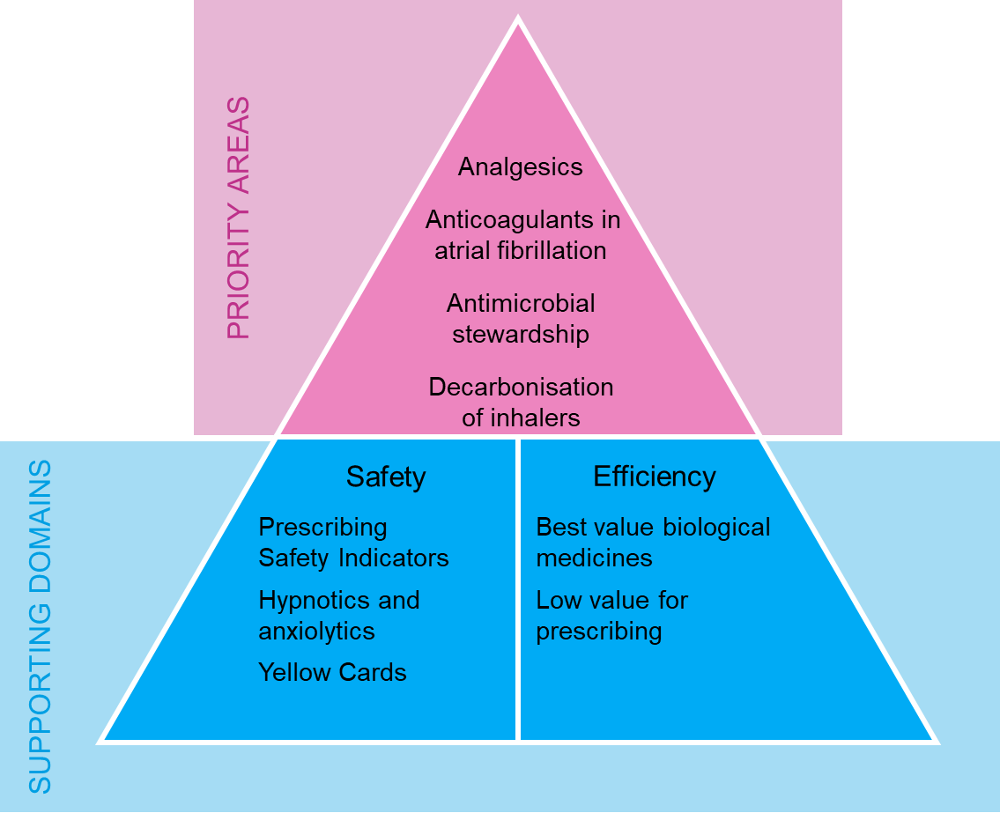 PRIORITY AREAS
Analgesics
Anticoagulants in
atrial fibrillation
Antimicrobial
stewardship
Decarbonisation
of inhalers
SUPPORTING DOMAINS
Safety
Prescribing
Safety Indicators
Hypnotics and
anxiolytics
Yellow Cards
Efficiency
Best value biological
medicines
Low value for
prescribing